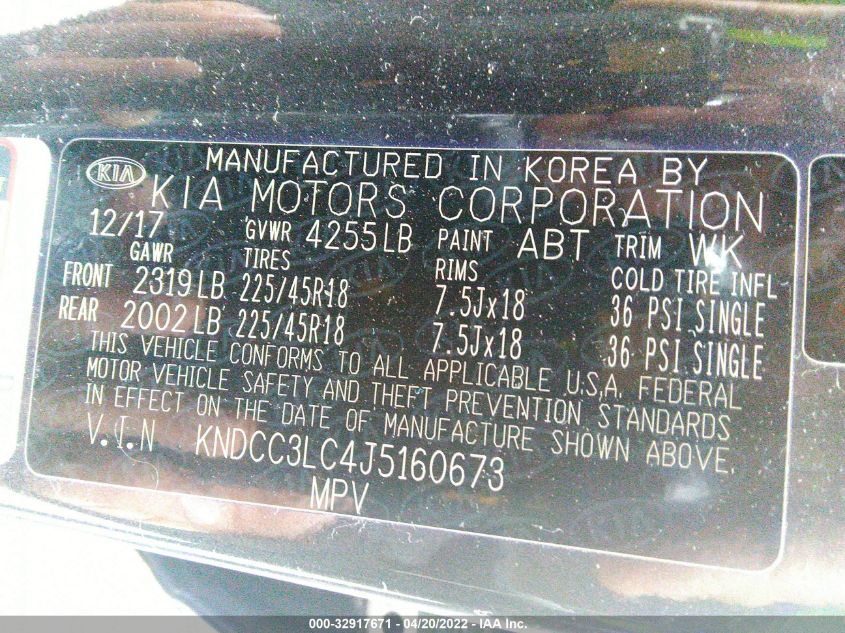 KIA MANUFACTURED IN KOREA BY
KIA MOTORS CORPORATION
12/17 GVWR 4255LB PAINT ABT TRIM WK
GAWR TIRES RIMS COLD TIRE INFL
FRONT 2319LB 225/45R18 7.5Jx18 36 PSI,SINGLE
REAR 2002LB 225/45R18 7.5Jx18 36 PSI,SINGLE
THIS VEHICLE CONFORMS TO ALL APPLICABLE U.S.A. FEDERAL
MOTOR VEHICLE SAFETY AND THEFT PREVENTION STANDARDS
IN EFFECT ON THE DATE OF MANUFACTURE SHOWN ABOVE.
V.I.N KNDCC3LC4J5160673
MPV
000-32917671 - 04/20/2022 - IAA Inc.